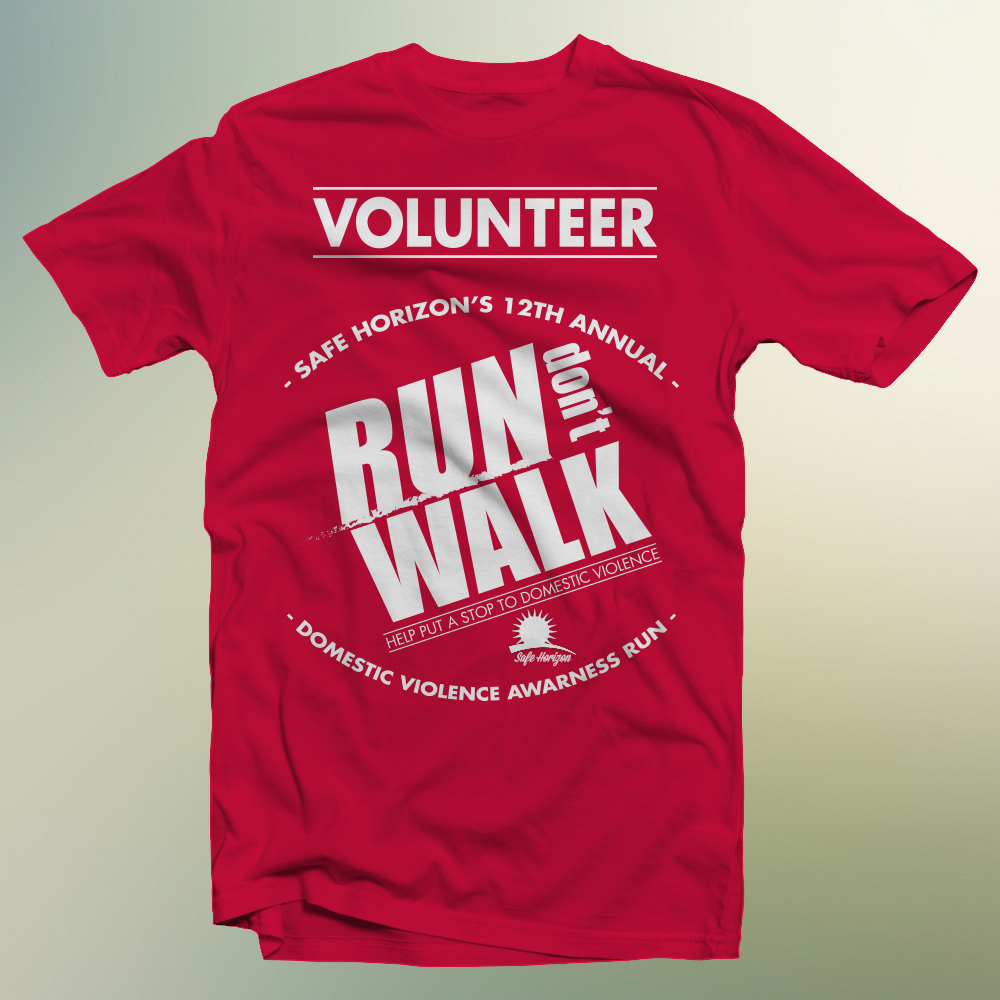 VOLUNTEER
- SAFE HORIZON'S 12TH ANNUAL -
RUN
don't
WALK
HELP PUT A STOP TO DOMESTIC VIOLENCE
Safe Horizon
- DOMESTIC VIOLENCE AWARNESS RUN -